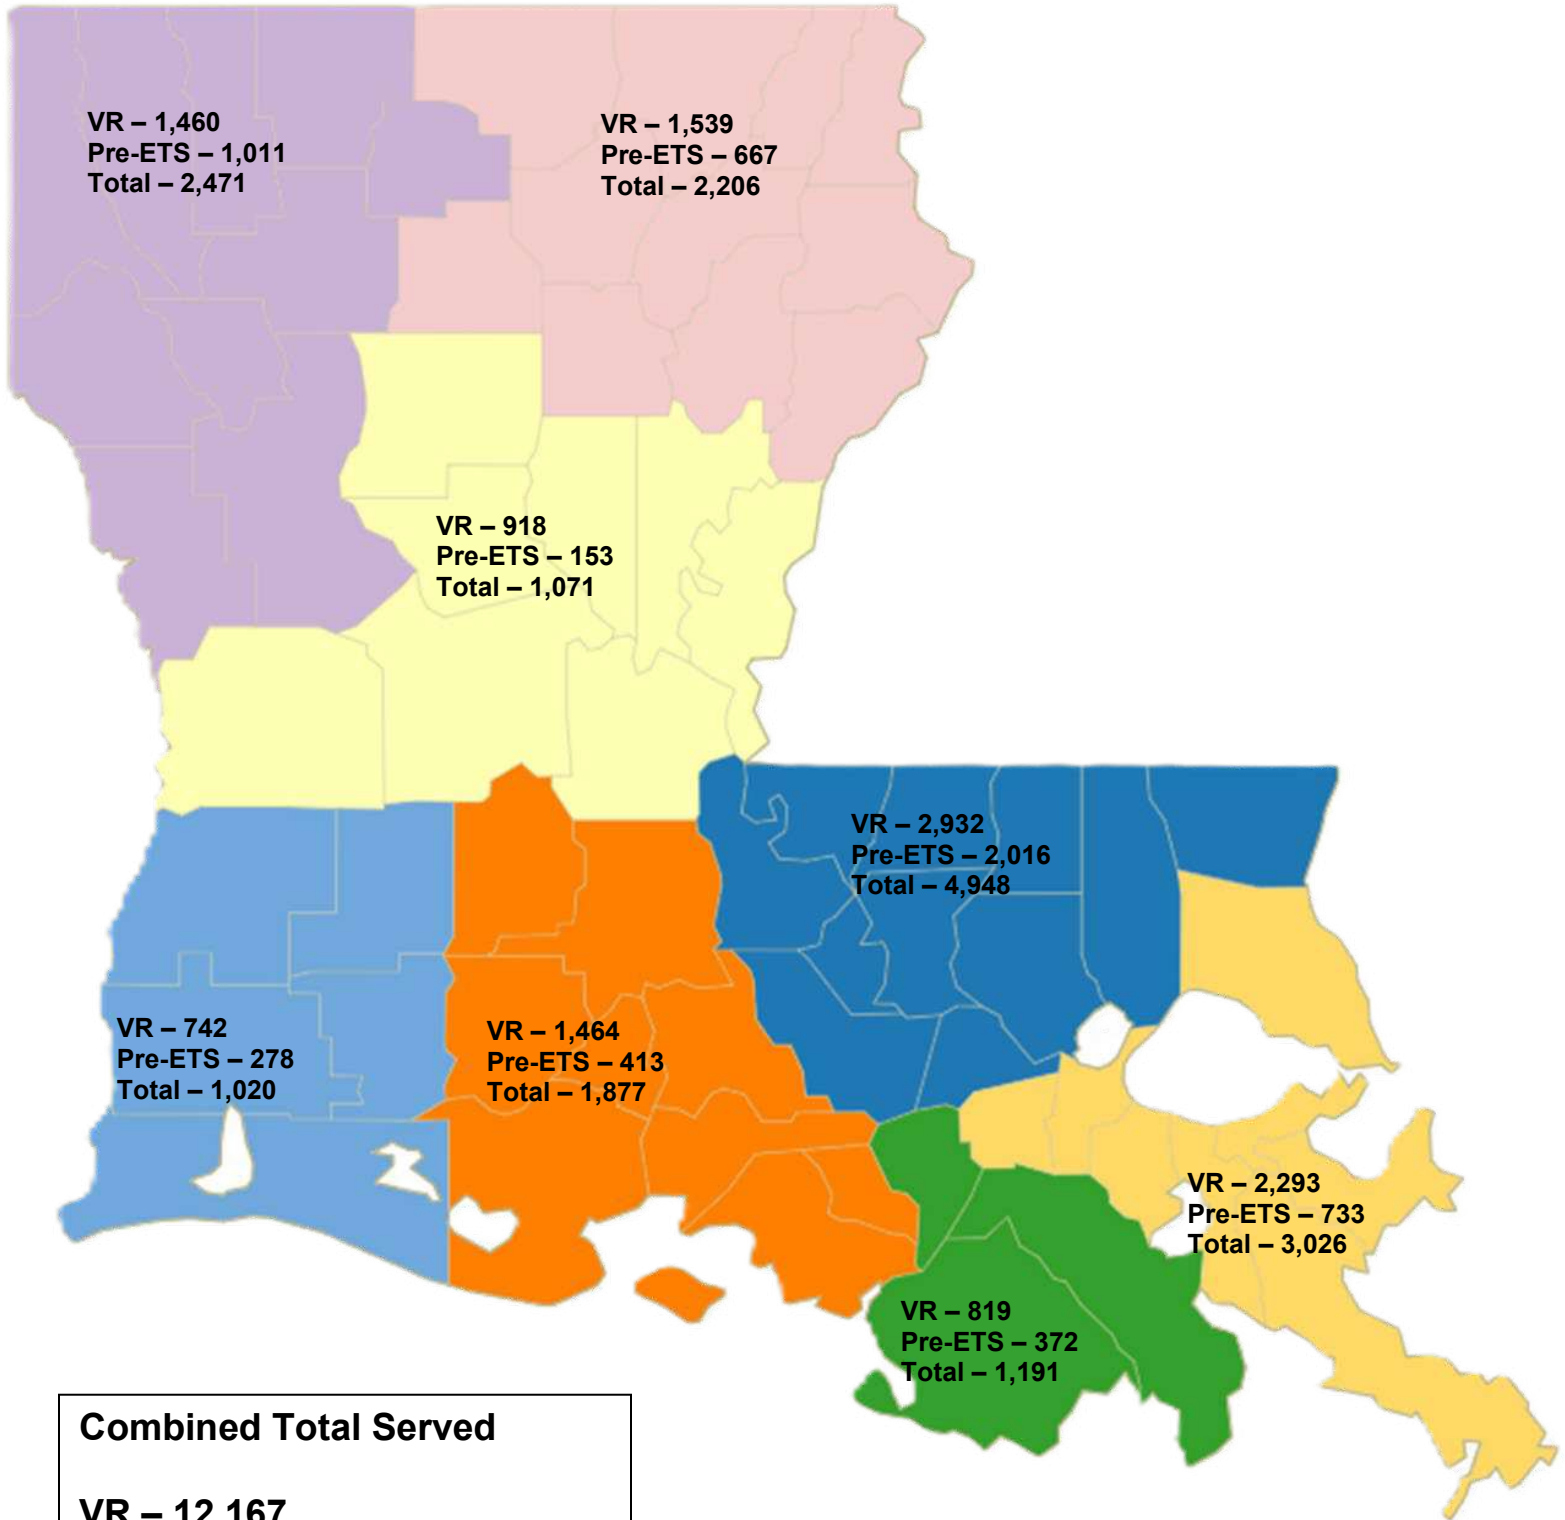 VR – 1,460
Pre-ETS – 1,011
Total – 2,471
VR – 1,539
Pre-ETS – 667
Total – 2,206
VR – 918
Pre-ETS – 153
Total – 1,071
VR – 2,932
Pre-ETS – 2,016
Total – 4,948
VR – 742
Pre-ETS – 278
Total – 1,020
VR – 1,464
Pre-ETS – 413
Total – 1,877
VR – 2,293
Pre-ETS – 733
Total – 3,026
VR – 819
Pre-ETS – 372
Total – 1,191
Combined Total Served
VR – 12,167